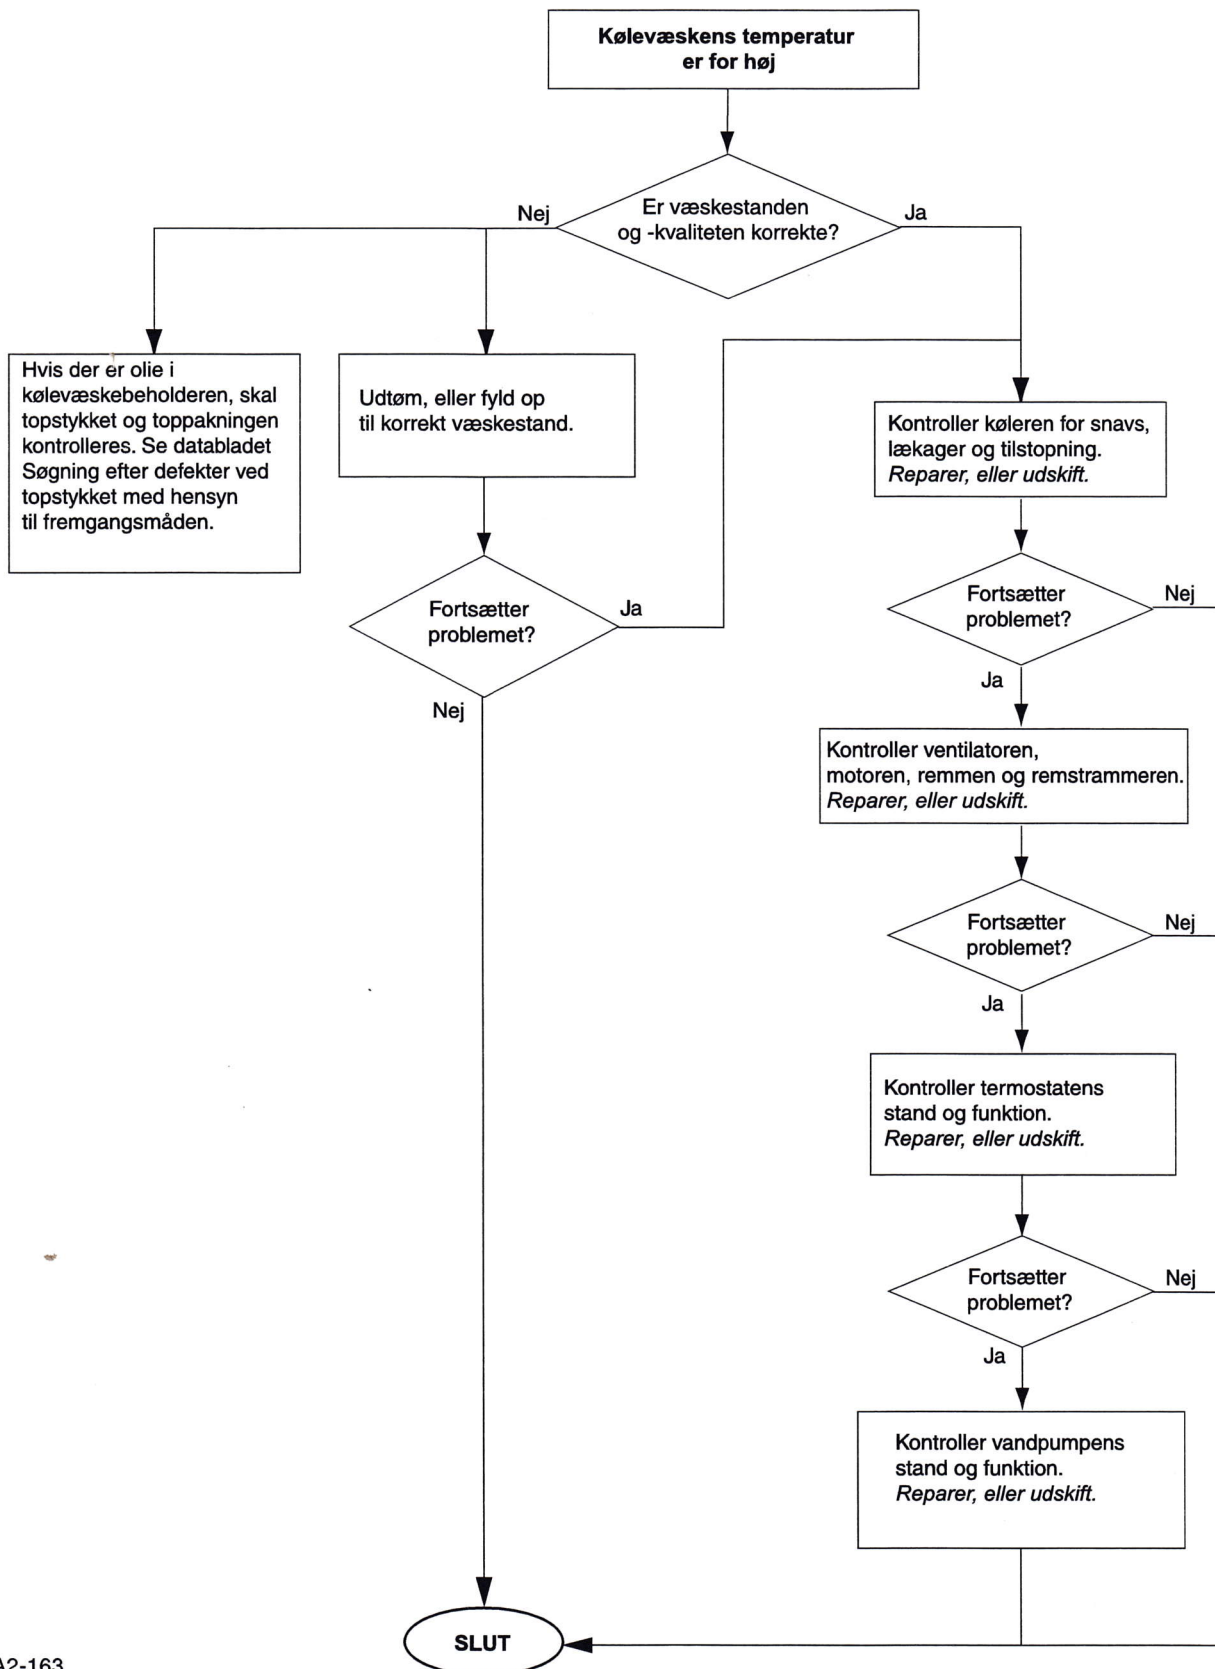 Kølevæskens temperatur
er for høj
Er væskestanden
og -kvaliteten korrekte?
Nej
Ja
Hvis der er olie i
kølevæskebeholderen, skal
topstykket og toppakningen
kontrolleres. Se databladet
Søgning efter defekter ved
topstykket med hensyn
til fremgangsmåden.
Udtøm, eller fyld op
til korrekt væskestand.
Fortsætter
problemet?
Ja
Nej
Kontroller køleren for snavs,
lækager og tilstopning.
Reparer, eller udskift.
Fortsætter
problemet?
Nej
Ja
Kontroller ventilatoren,
motoren, remmen og remstrammeren.
Reparer, eller udskift.
Fortsætter
problemet?
Nej
Ja
Kontroller termostatens
stand og funktion.
Reparer, eller udskift.
Fortsætter
problemet?
Nej
Ja
Kontroller vandpumpens
stand og funktion.
Reparer, eller udskift.
SLUT
A2-163